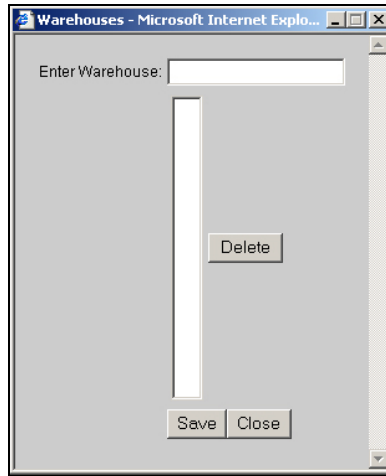 Warehouses - Microsoft Internet Explo...
Enter Warehouse:
Delete
Save Close